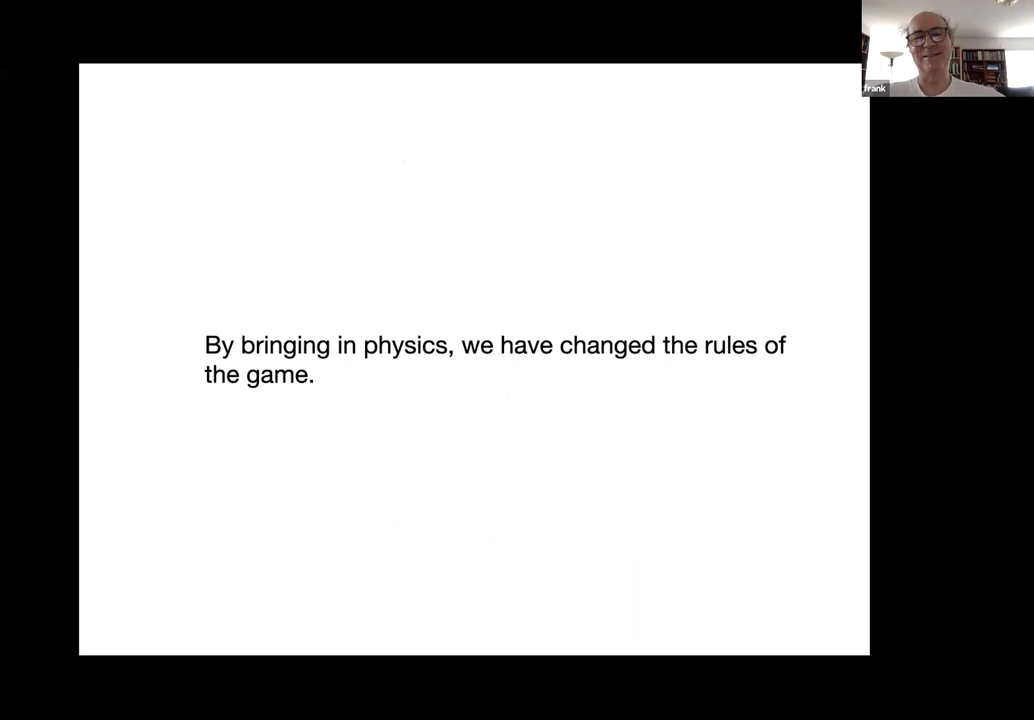 frank
By bringing in physics, we have changed the rules of
the game.